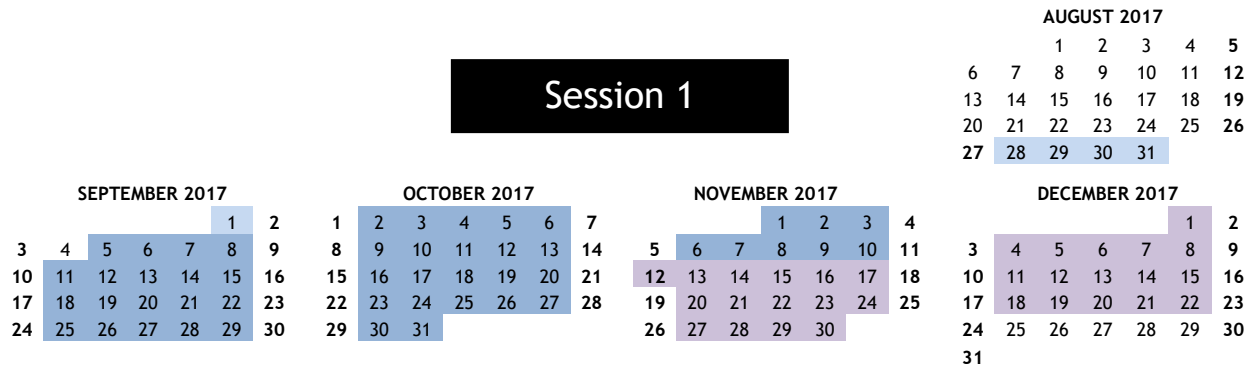 AUGUST 2017
1 2 3 4 5
6 7 8 9 10 11 12
Session 1
13 14 15 16 17 18 19
20 21 22 23 24 25 26
27 28 29 30 31
SEPTEMBER 2017
1 2
3 4 5 6 7 8 9
10 11 12 13 14 15 16
17 18 19 20 21 22 23
24 25 26 27 28 29 30
OCTOBER 2017
1 2 3 4 5 6 7
8 9 10 11 12 13 14
15 16 17 18 19 20 21
22 23 24 25 26 27 28
29 30 31
NOVEMBER 2017
1 2 3 4
5 6 7 8 9 10 11
12 13 14 15 16 17 18
19 20 21 22 23 24 25
26 27 28 29 30
DECEMBER 2017
1 2
3 4 5 6 7 8 9
10 11 12 13 14 15 16
17 18 19 20 21 22 23
24 25 26 27 28 29 30
31